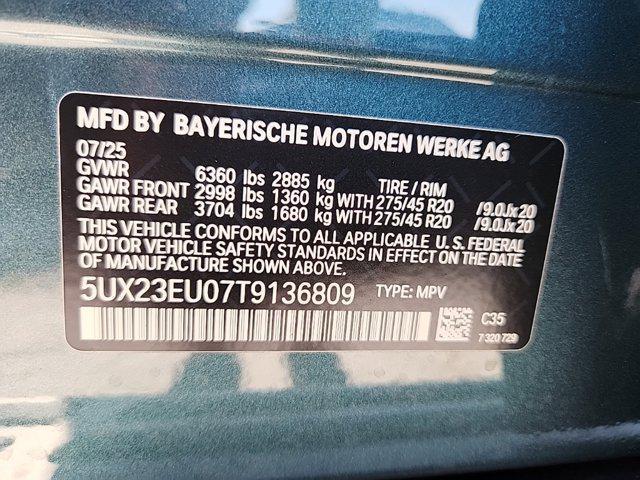 MFD BY BAYERISCHE MOTOREN WERKE AG
07/25
GVWR 6360 lbs 2885 kg TIRE / RIM
GAWR FRONT 2998 lbs 1360 kg WITH 275/45 R20 /9.0Jx20
GAWR REAR 3704 lbs 1680 kg WITH 275/45 R20 /9.0Jx20
THIS VEHICLE CONFORMS TO ALL APPLICABLE U.S. FEDERAL
MOTOR VEHICLE SAFETY STANDARDS IN EFFECT ON THE DATE
OF MANUFACTURE SHOWN ABOVE.
5UX23EU07T9136809 TYPE: MPV
C35
7 320 729